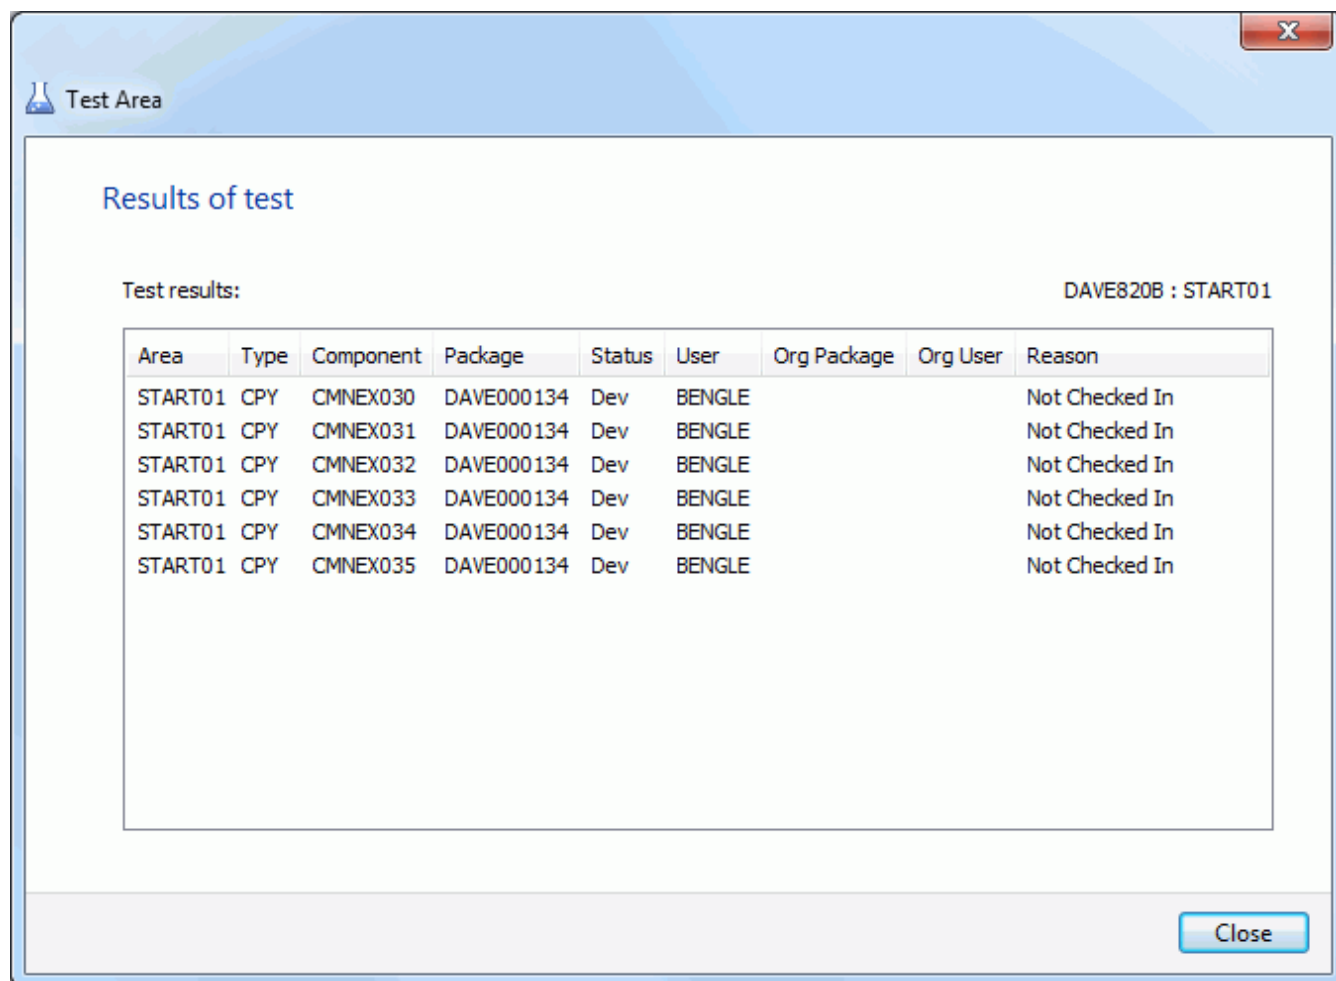 Test Area
Results of test
Test results: DAVE820B : START01
Area Type Component Package Status User Org Package Org User Reason
START01 CPY CMNEX030 DAVE000134 Dev BENGLE Not Checked In
START01 CPY CMNEX031 DAVE000134 Dev BENGLE Not Checked In
START01 CPY CMNEX032 DAVE000134 Dev BENGLE Not Checked In
START01 CPY CMNEX033 DAVE000134 Dev BENGLE Not Checked In
START01 CPY CMNEX034 DAVE000134 Dev BENGLE Not Checked In
START01 CPY CMNEX035 DAVE000134 Dev BENGLE Not Checked In
Close